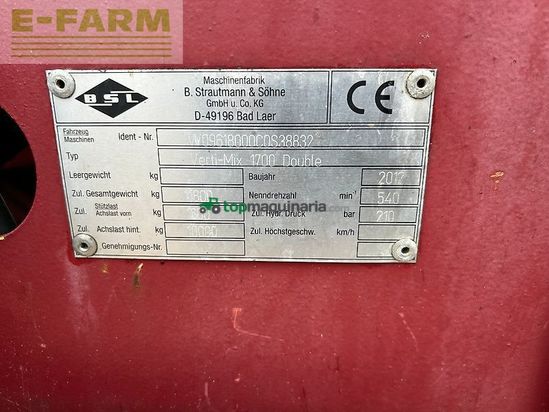 E-FARM
BSL
Maschinenfabrik
B. Strautmann & Söhne
GmbH u. Co. KG
D-49196 Bad Laer
CE
Fahrzeug
Maschinen Ident - Nr.
Typ Verti-Mix 1700 Double
Leergewicht kg Baujahr 2017
Zul. Gesamtgewicht kg Nenndrehzahl min⁻¹ 540
Zul. Stützlast
Achslast vorn kg Zul. Hydr. Druck bar 210
Zul. Achslast hint. kg 10000 Zul. Höchstgeschw. km/h
Genehmigungs-Nr.
topmaquinaria